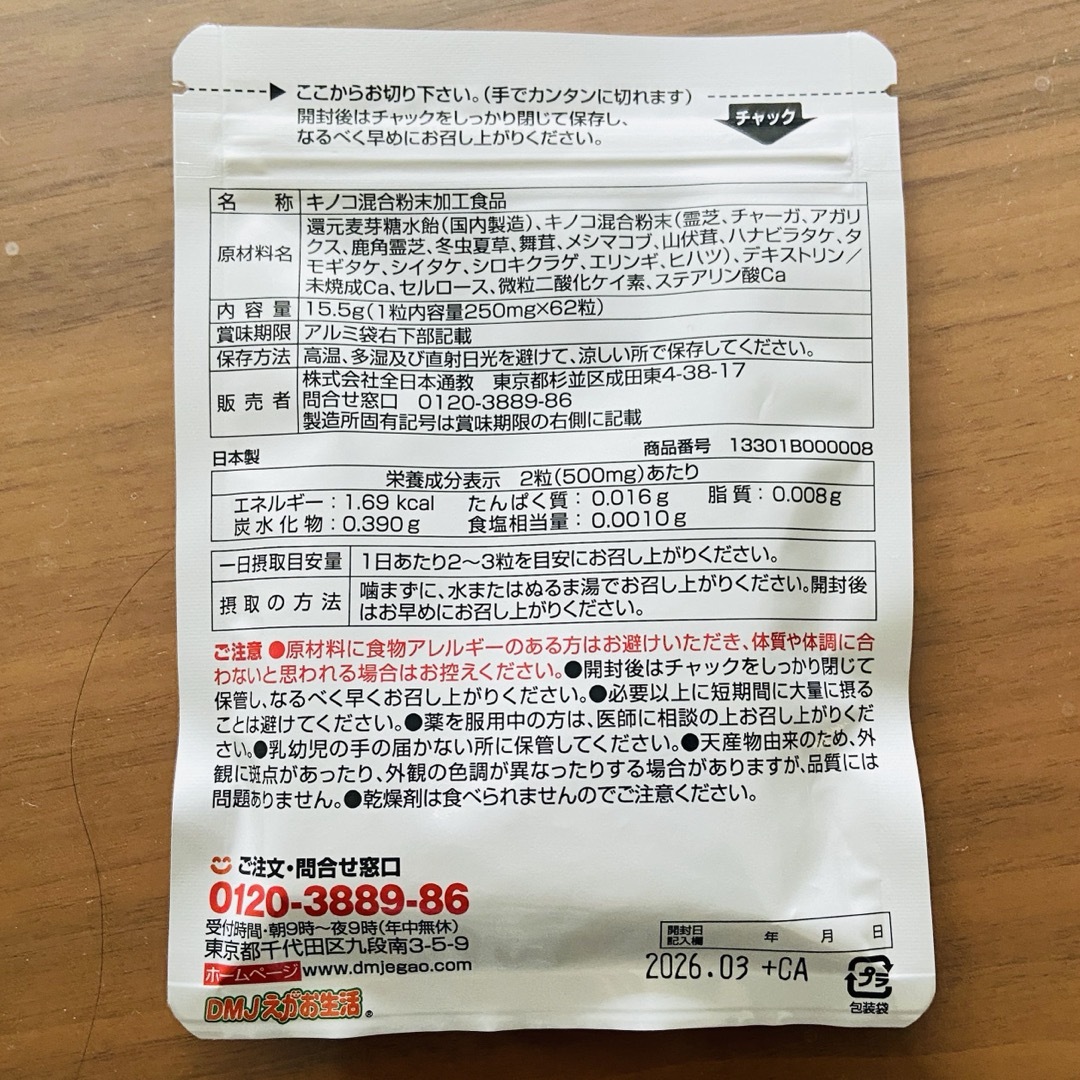 ここからお切り下さい。(手でカンタンに切れます)
開封後はチャックをしっかり閉じて保存し、
なるべく早めにお召し上がりください。
チャック
名 称 キノコ混合粉末加工食品
原材料名 還元麦芽糖水飴(国内製造)、キノコ混合粉末(霊芝、チャーガ、アガリ
クス、鹿角霊芝、冬虫夏草、舞茸、メシマコブ、山伏茸、ハナビラタケ、タ
モギタケ、シイタケ、シロキクラゲ、エリンギ、ヒハツ)、デキストリン/
未焼成Ca、セルロース、微粒二酸化ケイ素、ステアリン酸Ca
内 容 量 15.5g(1粒内容量250mg×62粒)
賞味期限 アルミ袋右下部記載
保存方法 高温、多湿及び直射日光を避けて、涼しい所で保存してください。
販 売 者 株式会社全日本通教 東京都杉並区成田東4-38-17
問合せ窓口 0120-3889-86
製造所固有記号は賞味期限の右側に記載
日本製 商品番号 13301B000008
栄養成分表示 2粒(500mg)あたり
エネルギー:1.69 kcal たんぱく質:0.016g 脂質:0.008g
炭水化物:0.390g 食塩相当量:0.0010g
一日摂取目安量 1日あたり2〜3粒を目安にお召し上がりください。
摂取の方法 噛まずに、水またはぬるま湯でお召し上がりください。開封後
はお早めにお召し上がりください。
ご注意 ●原材料に食物アレルギーのある方はお避けいただき、体質や体調に合
わないと思われる場合はお控えください。●開封後はチャックをしっかり閉じて
保管し、なるべく早くお召し上がりください。●必要以上に短期間に大量に摂る
ことは避けてください。●薬を服用中の方は、医師に相談の上お召し上がりくだ
さい。●乳幼児の手の届かない所に保管してください。●天産物由来のため、外
観に斑点があったり、外観の色調が異なったりする場合がありますが、品質には
問題ありません。●乾燥剤は食べられませんのでご注意ください。
ご注文・問合せ窓口
0120-3889-86
受付時間・朝9時〜夜9時(年中無休)
東京都千代田区九段南3-5-9
ホームページ www.dmjegao.com
DMJえがお生活®
開封日
記入欄 年 月 日
2026.03 +CA
プラ
包装袋